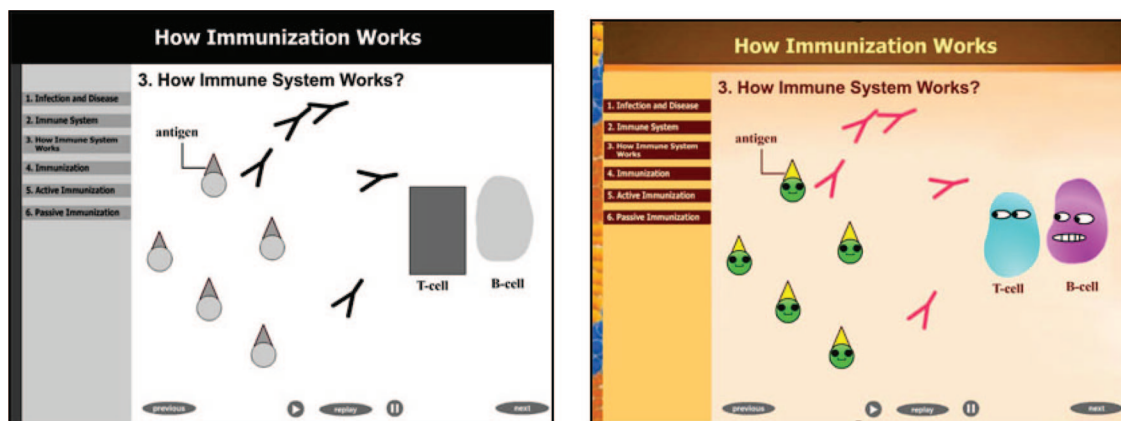 How Immunization Works
3. How Immune System Works?
1. Infection and Disease
2. Immune System
3. How Immune System
Works
4. Immunization
5. Active Immunization
6. Passive Immunization
antigen
T-cell
B-cell
previous
replay
next
How Immunization Works
3. How Immune System Works?
1. Infection and Disease
2. Immune System
3. How Immune System
Works
4. Immunization
5. Active Immunization
6. Passive Immunization
antigen
T-cell
B-cell
previous
replay
next